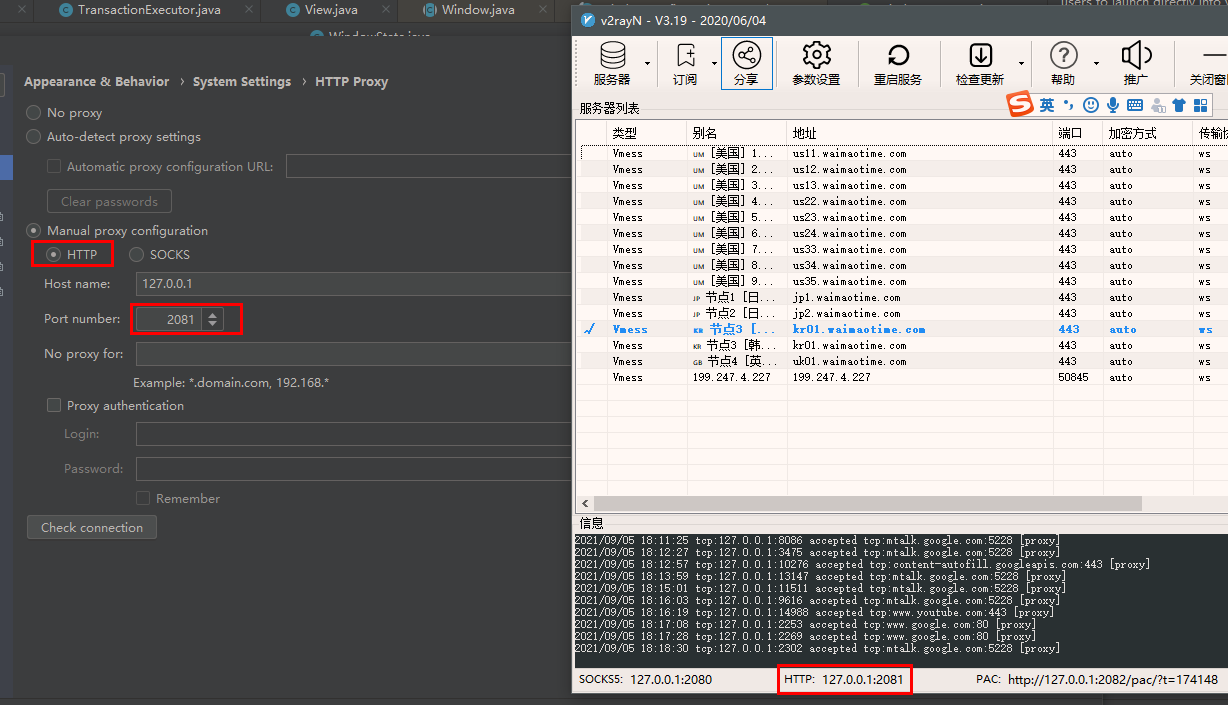 TransactionExecutor.java
View.java
Window.java
Appearance & Behavior › System Settings › HTTP Proxy
No proxy
Auto-detect proxy settings
Automatic proxy configuration URL:
Clear passwords
Manual proxy configuration
HTTP SOCKS
Host name: 127.0.0.1
Port number: 2081
No proxy for:
Example: *.domain.com, 192.168.*
Proxy authentication
Login:
Password:
Remember
Check connection
v2rayN - V3.19 - 2020/06/04
服务器 订阅 分享 参数设置 重启服务 检查更新 帮助 推广 关闭窗
服务器列表
英
类型 别名 地址 端口 加密方式 传输协
Vmess UM [美国] 1... us11.waimaotime.com 443 auto ws
Vmess UM [美国] 2... us12.waimaotime.com 443 auto ws
Vmess UM [美国] 3... us13.waimaotime.com 443 auto ws
Vmess UM [美国] 4... us22.waimaotime.com 443 auto ws
Vmess UM [美国] 5... us23.waimaotime.com 443 auto ws
Vmess UM [美国] 6... us24.waimaotime.com 443 auto ws
Vmess UM [美国] 7... us33.waimaotime.com 443 auto ws
Vmess UM [美国] 8... us34.waimaotime.com 443 auto ws
Vmess UM [美国] 9... us35.waimaotime.com 443 auto ws
Vmess JP 节点1 [日... jp1.waimaotime.com 443 auto ws
Vmess JP 节点2 [日... jp2.waimaotime.com 443 auto ws
Vmess KR 节点3 [... kr01.waimaotime.com 443 auto ws
Vmess KR 节点3 [韩... kr01.waimaotime.com 443 auto ws
Vmess GB 节点4 [英... uk01.waimaotime.com 443 auto ws
Vmess 199.247.4.227 199.247.4.227 50845 auto ws
信息
2021/09/05 18:11:25 tcp:127.0.0.1:8086 accepted tcp:mtalk.google.com:5228 [proxy]
2021/09/05 18:12:27 tcp:127.0.0.1:3475 accepted tcp:mtalk.google.com:5228 [proxy]
2021/09/05 18:12:57 tcp:127.0.0.1:10276 accepted tcp:content-autofill.googleapis.com:443 [proxy]
2021/09/05 18:13:59 tcp:127.0.0.1:13147 accepted tcp:mtalk.google.com:5228 [proxy]
2021/09/05 18:15:01 tcp:127.0.0.1:11511 accepted tcp:mtalk.google.com:5228 [proxy]
2021/09/05 18:16:03 tcp:127.0.0.1:9616 accepted tcp:mtalk.google.com:5228 [proxy]
2021/09/05 18:16:19 tcp:127.0.0.1:14988 accepted tcp:www.youtube.com:443 [proxy]
2021/09/05 18:17:08 tcp:127.0.0.1:2253 accepted tcp:www.google.com:80 [proxy]
2021/09/05 18:17:28 tcp:127.0.0.1:2269 accepted tcp:www.google.com:80 [proxy]
2021/09/05 18:18:30 tcp:127.0.0.1:2302 accepted tcp:mtalk.google.com:5228 [proxy]
SOCKS5: 127.0.0.1:2080 HTTP: 127.0.0.1:2081 PAC: http://127.0.0.1:2082/pac/?t=174148